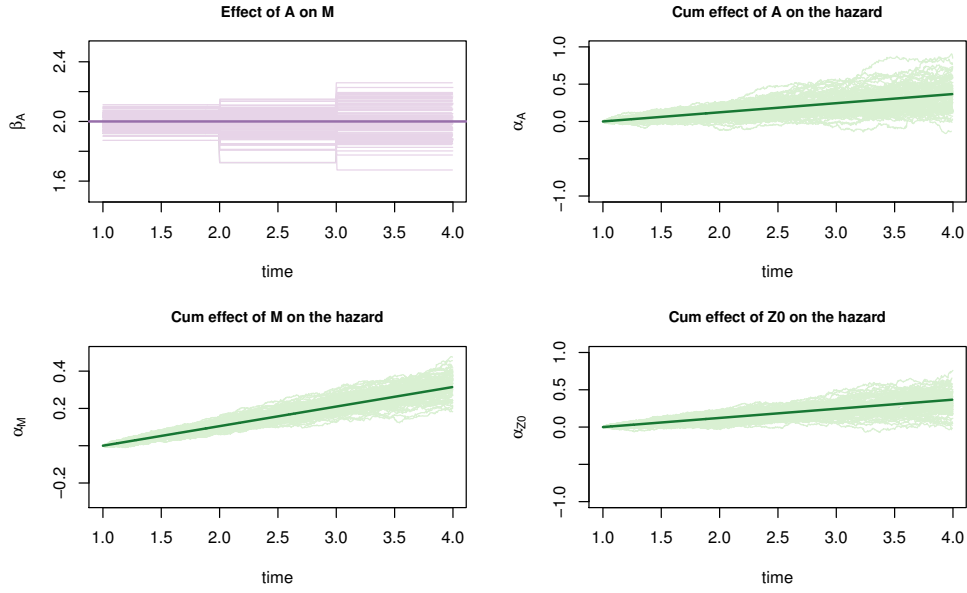 Effect of A on M
β_A
2.4
2.0
1.6
1.0 1.5 2.0 2.5 3.0 3.5 4.0
time
Cum effect of A on the hazard
α_A
1.0
0.5
0.0
−1.0
1.0 1.5 2.0 2.5 3.0 3.5 4.0
time
Cum effect of M on the hazard
α_M
0.4
0.2
−0.2
1.0 1.5 2.0 2.5 3.0 3.5 4.0
time
Cum effect of Z0 on the hazard
α_Z0
1.0
0.5
0.0
−1.0
1.0 1.5 2.0 2.5 3.0 3.5 4.0
time